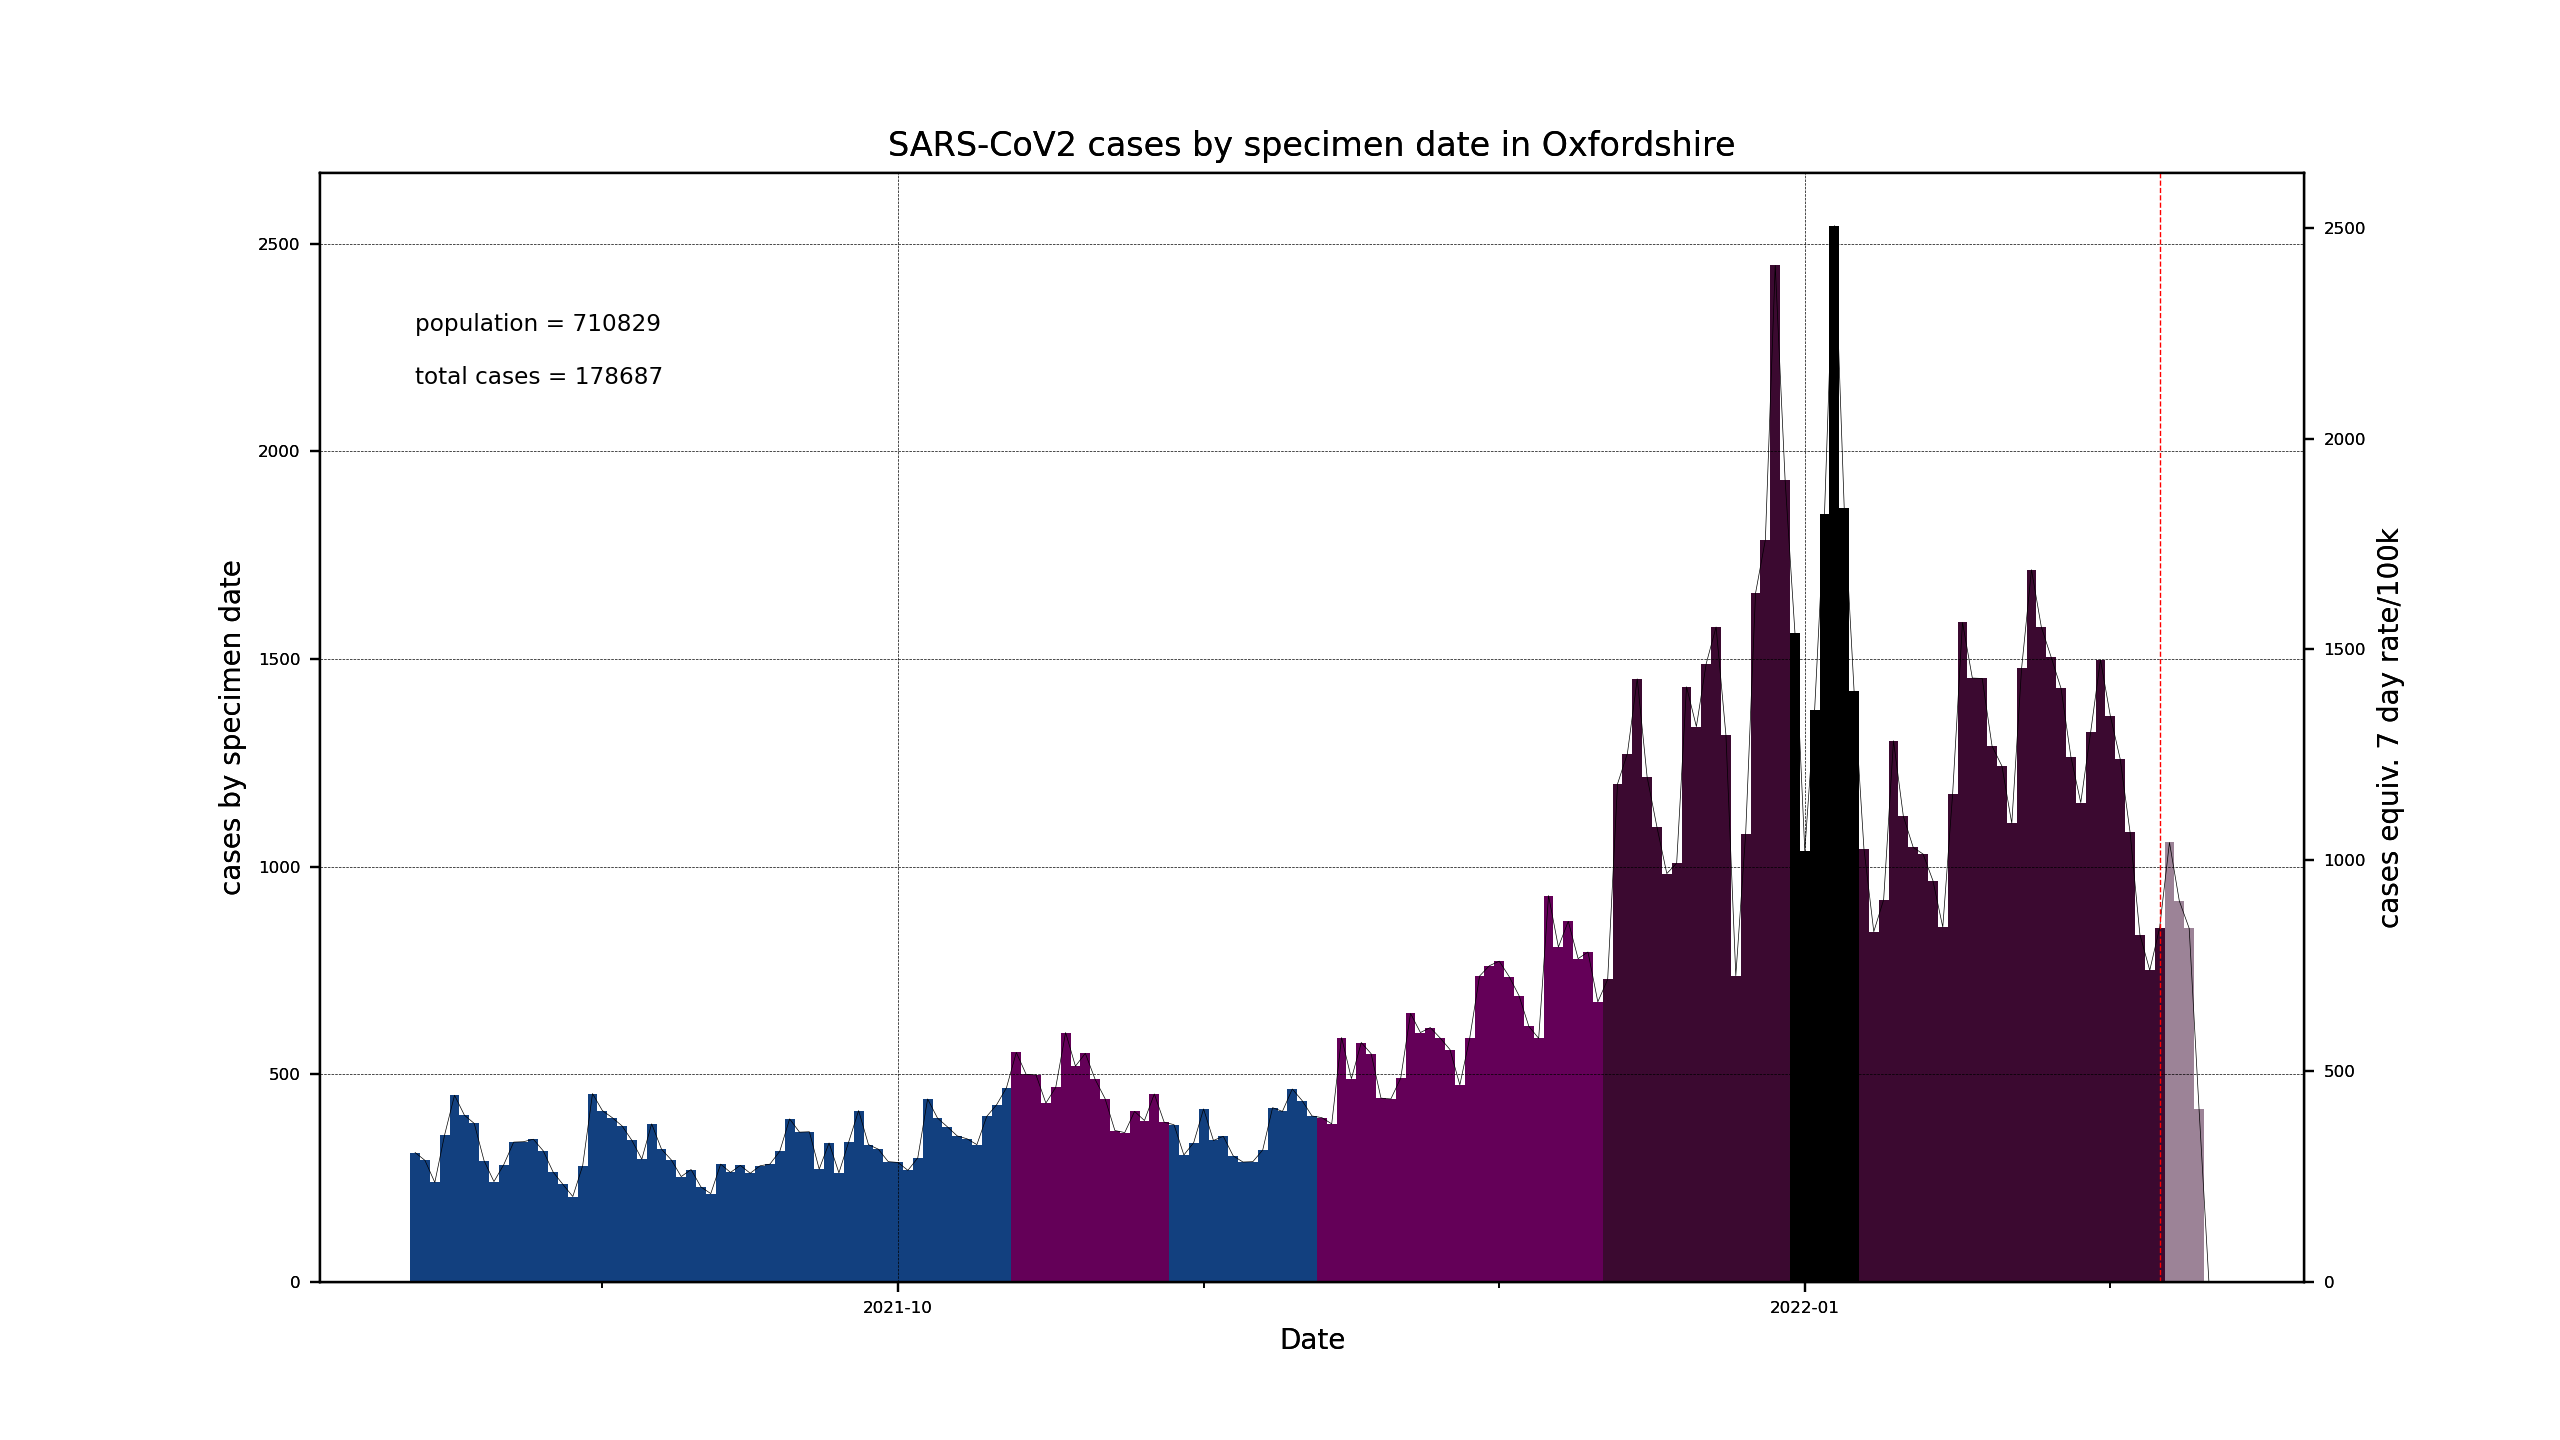 SARS-CoV2 cases by specimen date in Oxfordshire
population = 710829
total cases = 178687
cases by specimen date
2500
2000
1500
1000
500
0
cases equiv. 7 day rate/100k
2500
2000
1500
1000
500
0
2021-10
2022-01
Date